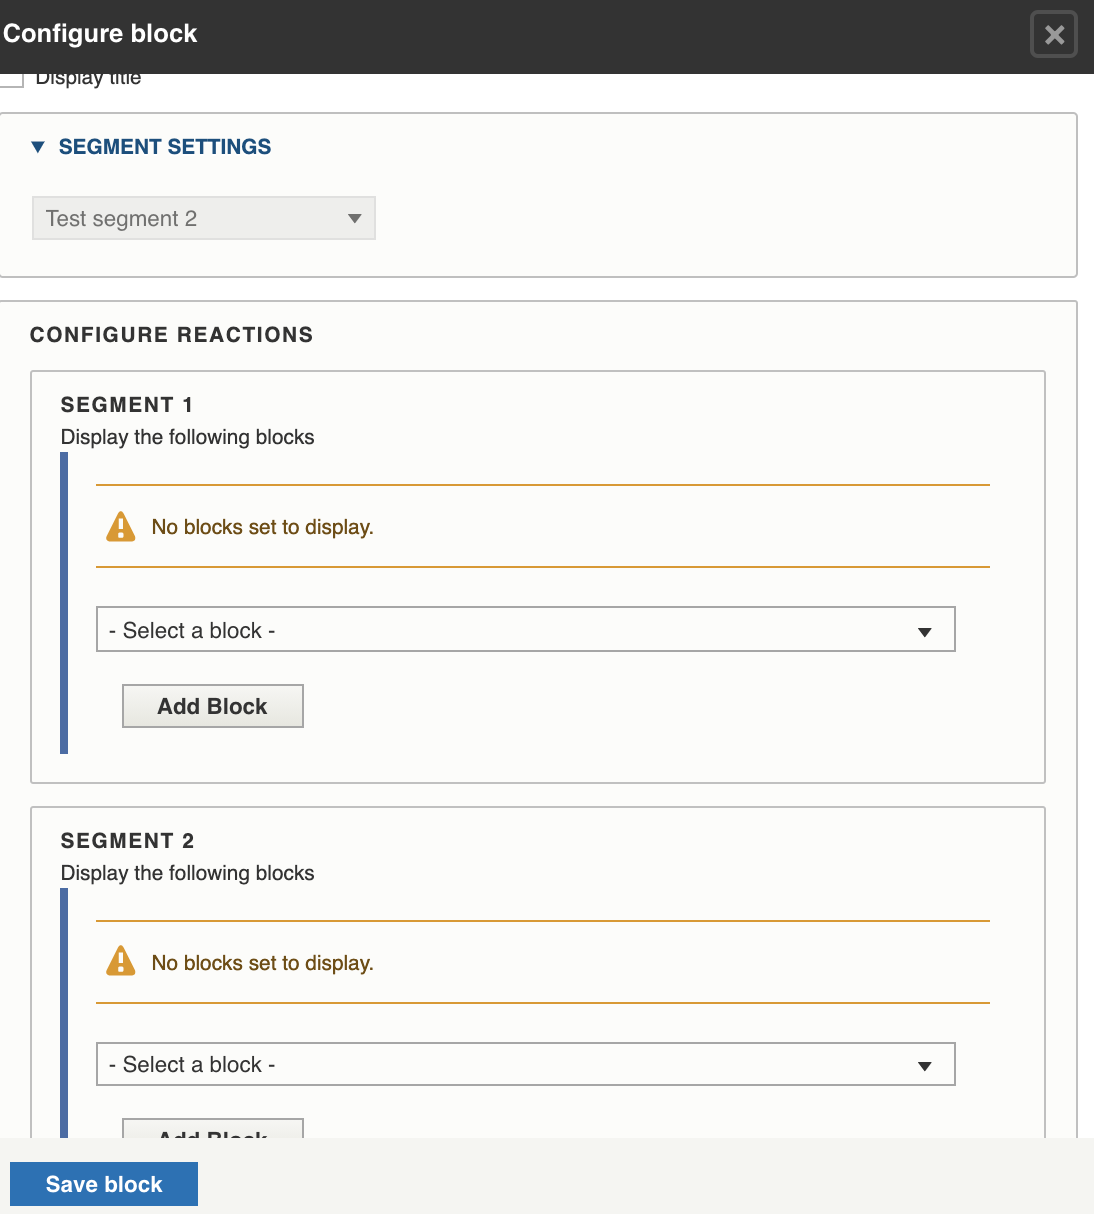 Configure block
Display title
SEGMENT SETTINGS
Test segment 2
CONFIGURE REACTIONS
SEGMENT 1
Display the following blocks
No blocks set to display.
- Select a block -
Add Block
SEGMENT 2
Display the following blocks
No blocks set to display.
- Select a block -
Add Block
Save block